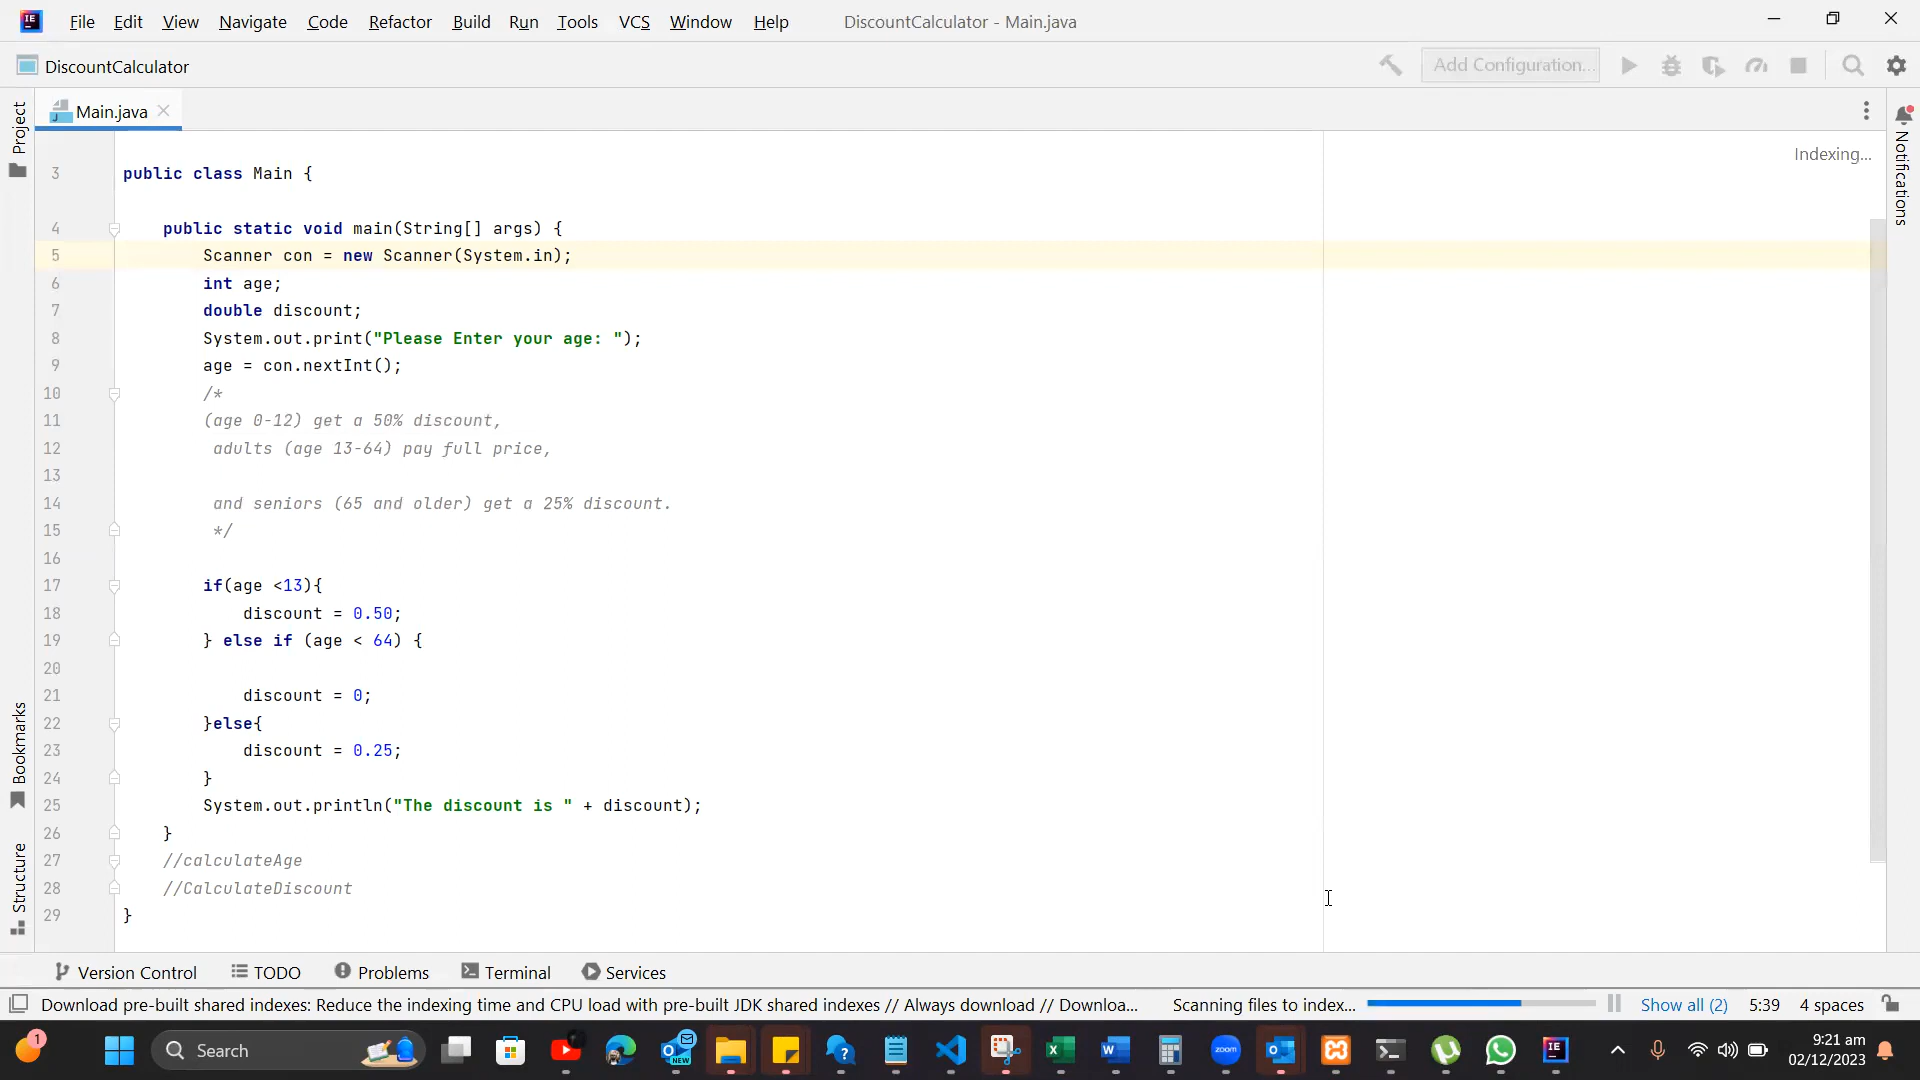 File Edit View Navigate Code Refactor Build Run Tools VCS Window Help DiscountCalculator - Main.java
DiscountCalculator Add Configuration...
Main.java
Project
Notifications
Indexing...
3 public class Main {
4 public static void main(String[] args) {
5 Scanner con = new Scanner(System.in);
6 int age;
7 double discount;
8 System.out.print("Please Enter your age: ");
9 age = con.nextInt();
10 /*
11 (age 0-12) get a 50% discount,
12 adults (age 13-64) pay full price,
13
14 and seniors (65 and older) get a 25% discount.
15 */
16
17 if(age <13){
18 discount = 0.50;
19 } else if (age < 64) {
20
21 discount = 0;
22 }else{
23 discount = 0.25;
24 }
25 System.out.println("The discount is " + discount);
26 }
27 //calculateAge
28 //CalculateDiscount
29 }
Bookmarks
Structure
Version Control TODO Problems Terminal Services
Download pre-built shared indexes: Reduce the indexing time and CPU load with pre-built JDK shared indexes // Always download // Downloa... Scanning files to index... Show all (2) 5:39 4 spaces
1 Search NEW zoom 9:21 am
02/12/2023